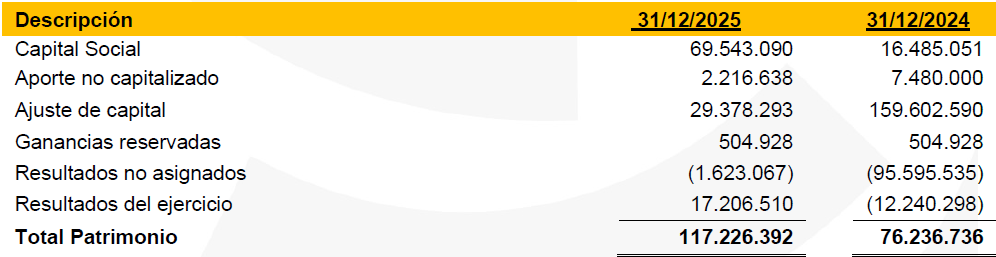 Descripción 31/12/2025 31/12/2024
Capital Social 69.543.090 16.485.051
Aporte no capitalizado 2.216.638 7.480.000
Ajuste de capital 29.378.293 159.602.590
Ganancias reservadas 504.928 504.928
Resultados no asignados (1.623.067) (95.595.535)
Resultados del ejercicio 17.206.510 (12.240.298)
Total Patrimonio 117.226.392 76.236.736